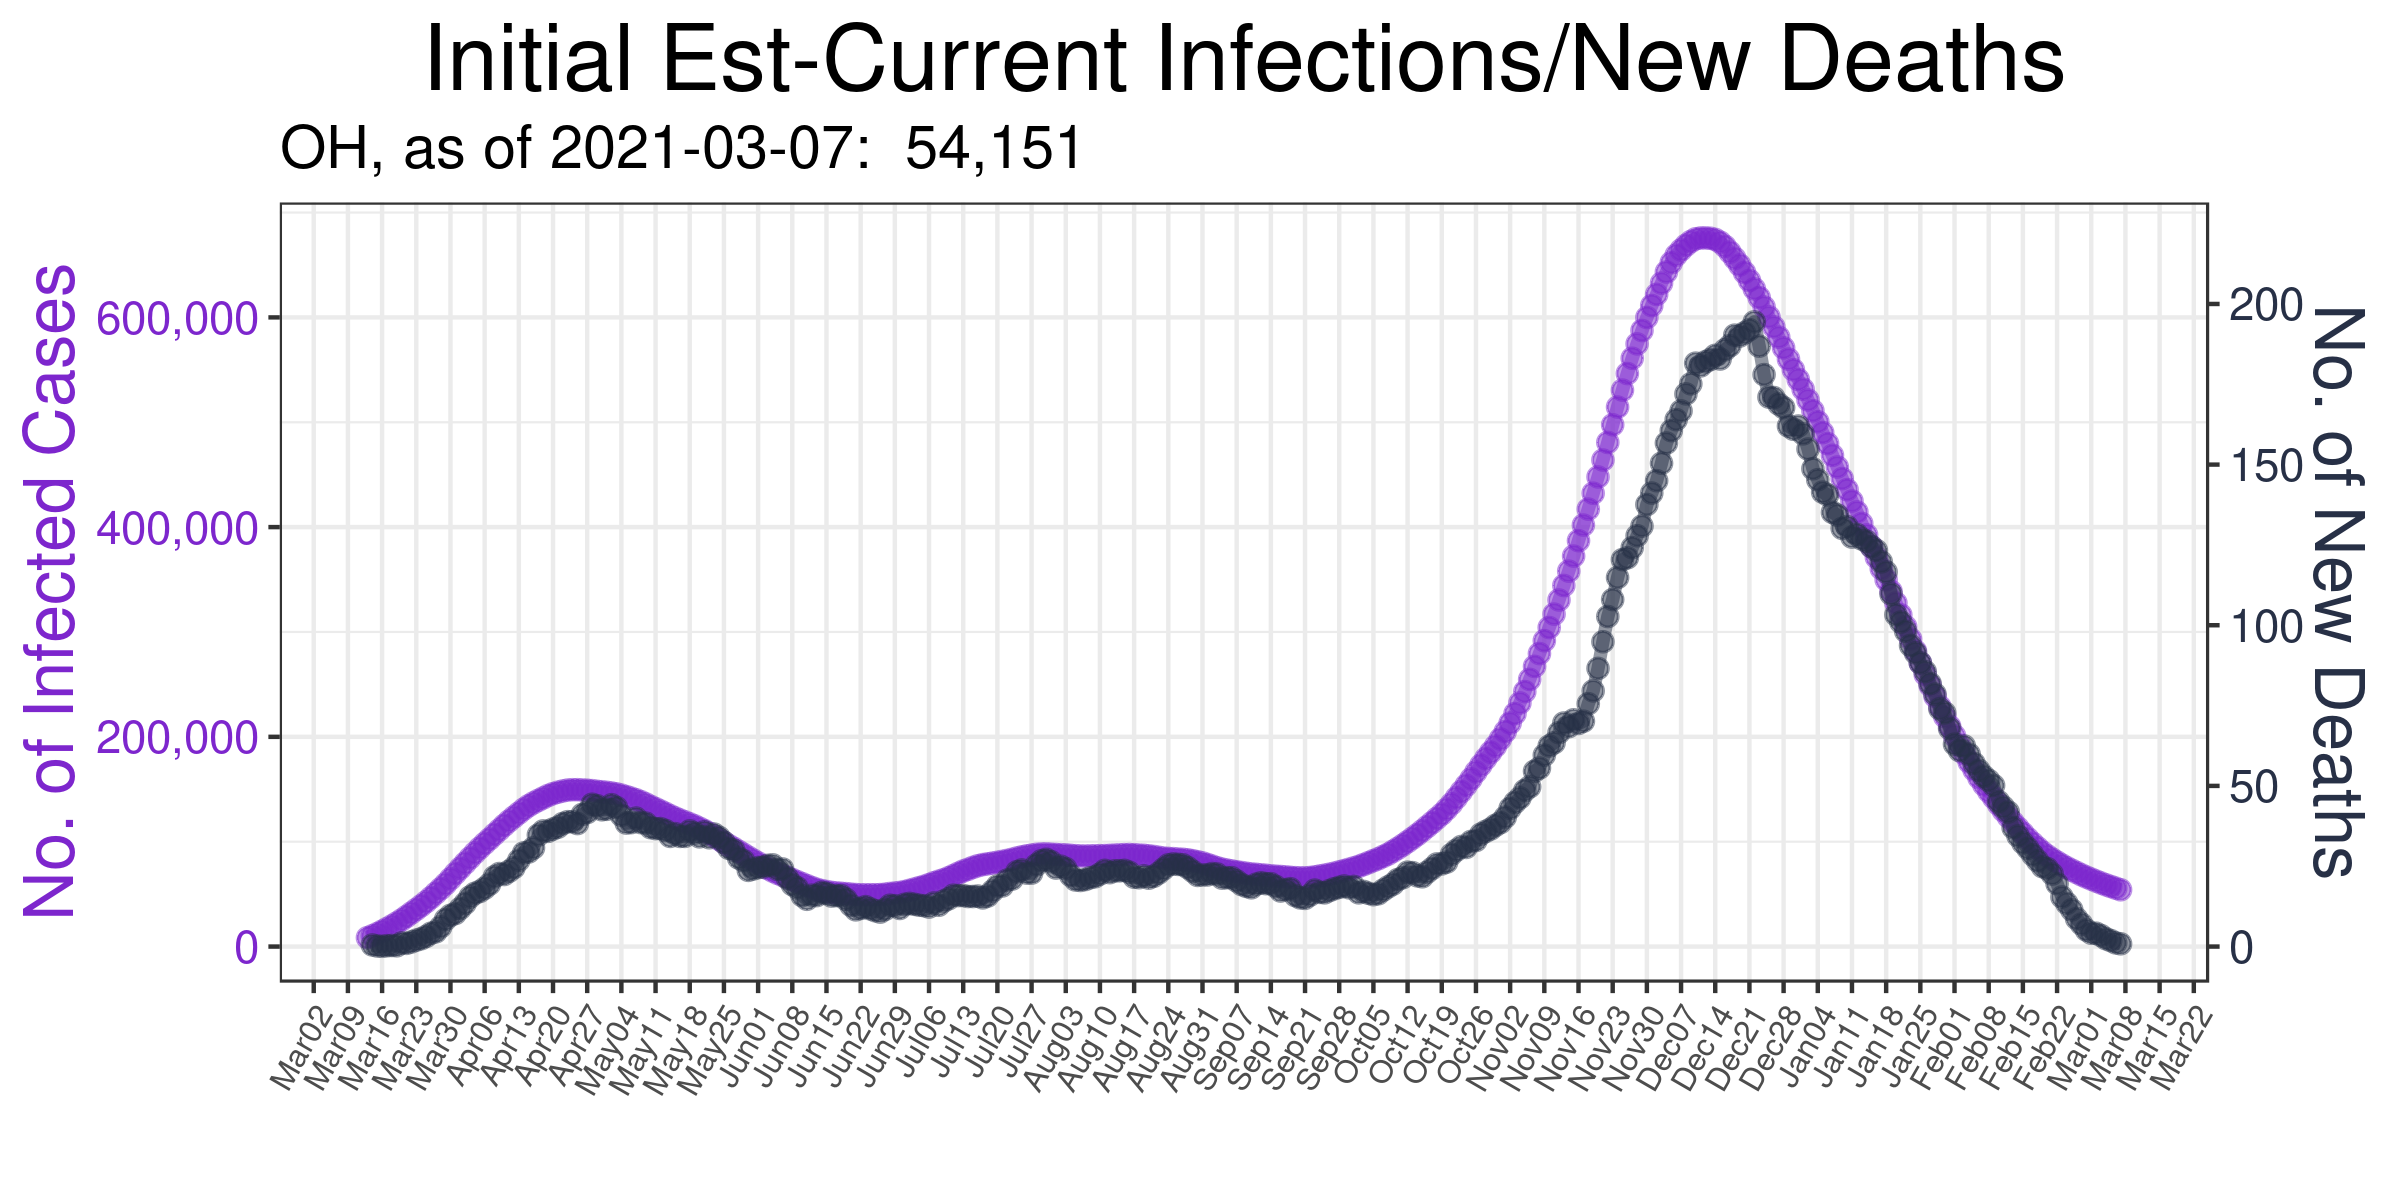 Initial Est-Current Infections/New Deaths
OH, as of 2021-03-07:  54,151
No. of Infected Cases
600,000
400,000
200,000
0
200
150
100
50
0
No. of New Deaths
Mar02
Mar09
Mar16
Mar23
Mar30
Apr06
Apr13
Apr20
Apr27
May04
May11
May18
May25
Jun01
Jun08
Jun15
Jun22
Jun29
Jul06
Jul13
Jul20
Jul27
Aug03
Aug10
Aug17
Aug24
Aug31
Sep07
Sep14
Sep21
Sep28
Oct05
Oct12
Oct19
Oct26
Nov02
Nov09
Nov16
Nov23
Nov30
Dec07
Dec14
Dec21
Dec28
Jan04
Jan11
Jan18
Jan25
Feb01
Feb08
Feb15
Feb22
Mar01
Mar08
Mar15
Mar22